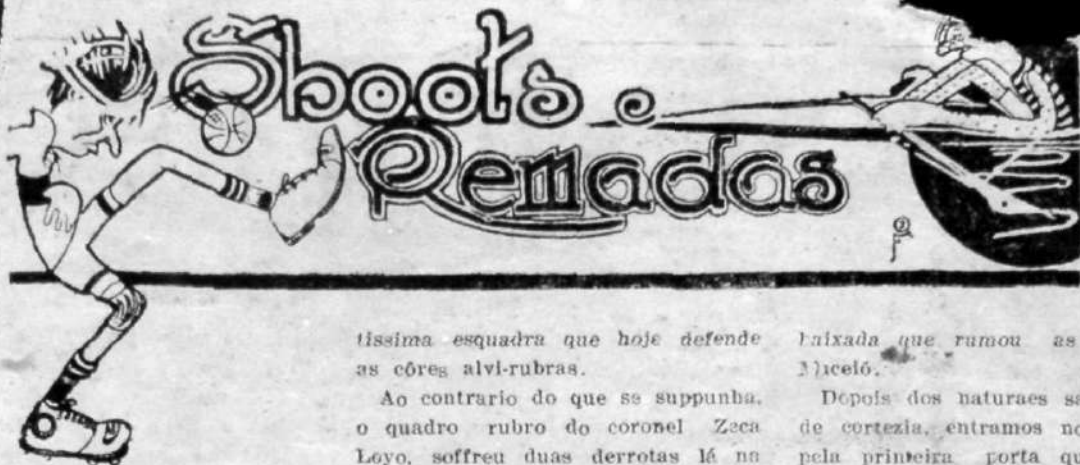 Shoots e
Remadas
tissima esquadra que hoje defende
as côres alvi-rubras.
Ao contrario do que se suppunha,
o quadro rubro do coronel Zeca
Loyo, soffreu duas derrotas lá na
baixada que rumou as
Maceió.
Depois dos naturaes
de cortezia, entramos
pela primeira porta